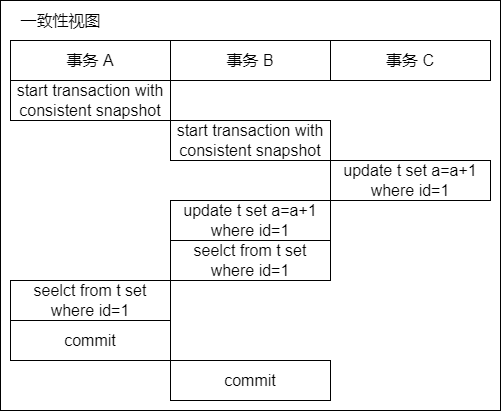 一致性视图
事务 A
事务 B
事务 C
start transaction with
consistent snapshot
start transaction with
consistent snapshot
update t set a=a+1
where id=1
update t set a=a+1
where id=1
seelct from t set
where id=1
seelct from t set
where id=1
commit
commit